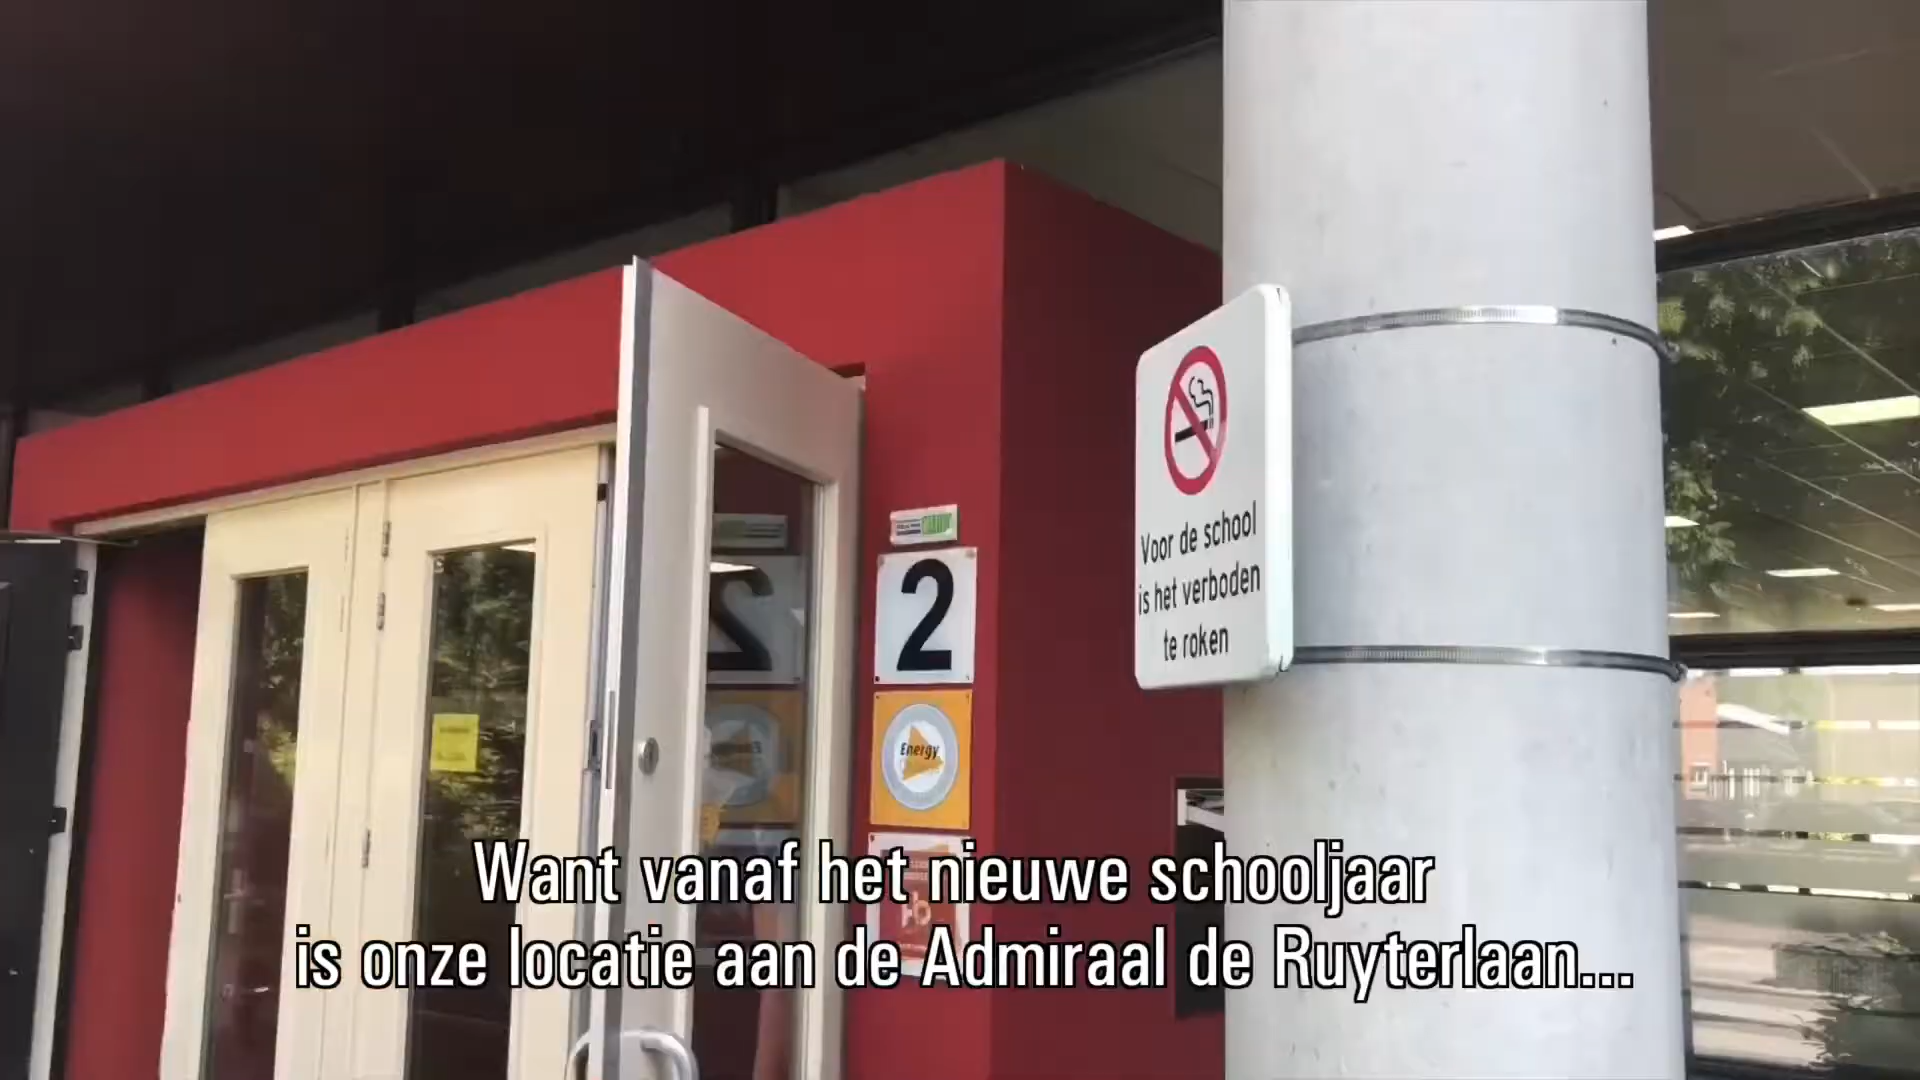 Voor de school
is het verboden
te roken
2
Energy
Want vanaf het nieuwe schooljaar
is onze locatie aan de Admiraal de Ruyterlaan...